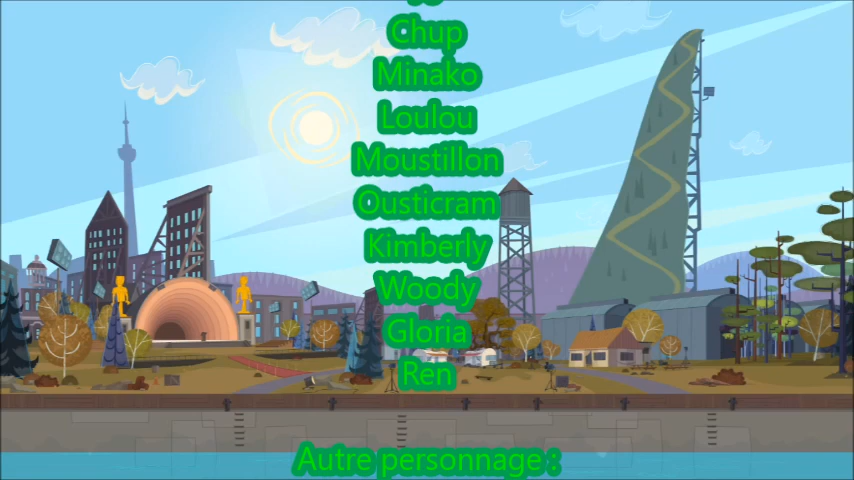 Chup
Minako
Loulou
Moustillon
Ousticram
Kimberly
Woody
Gloria
Ren
Autre personnage :